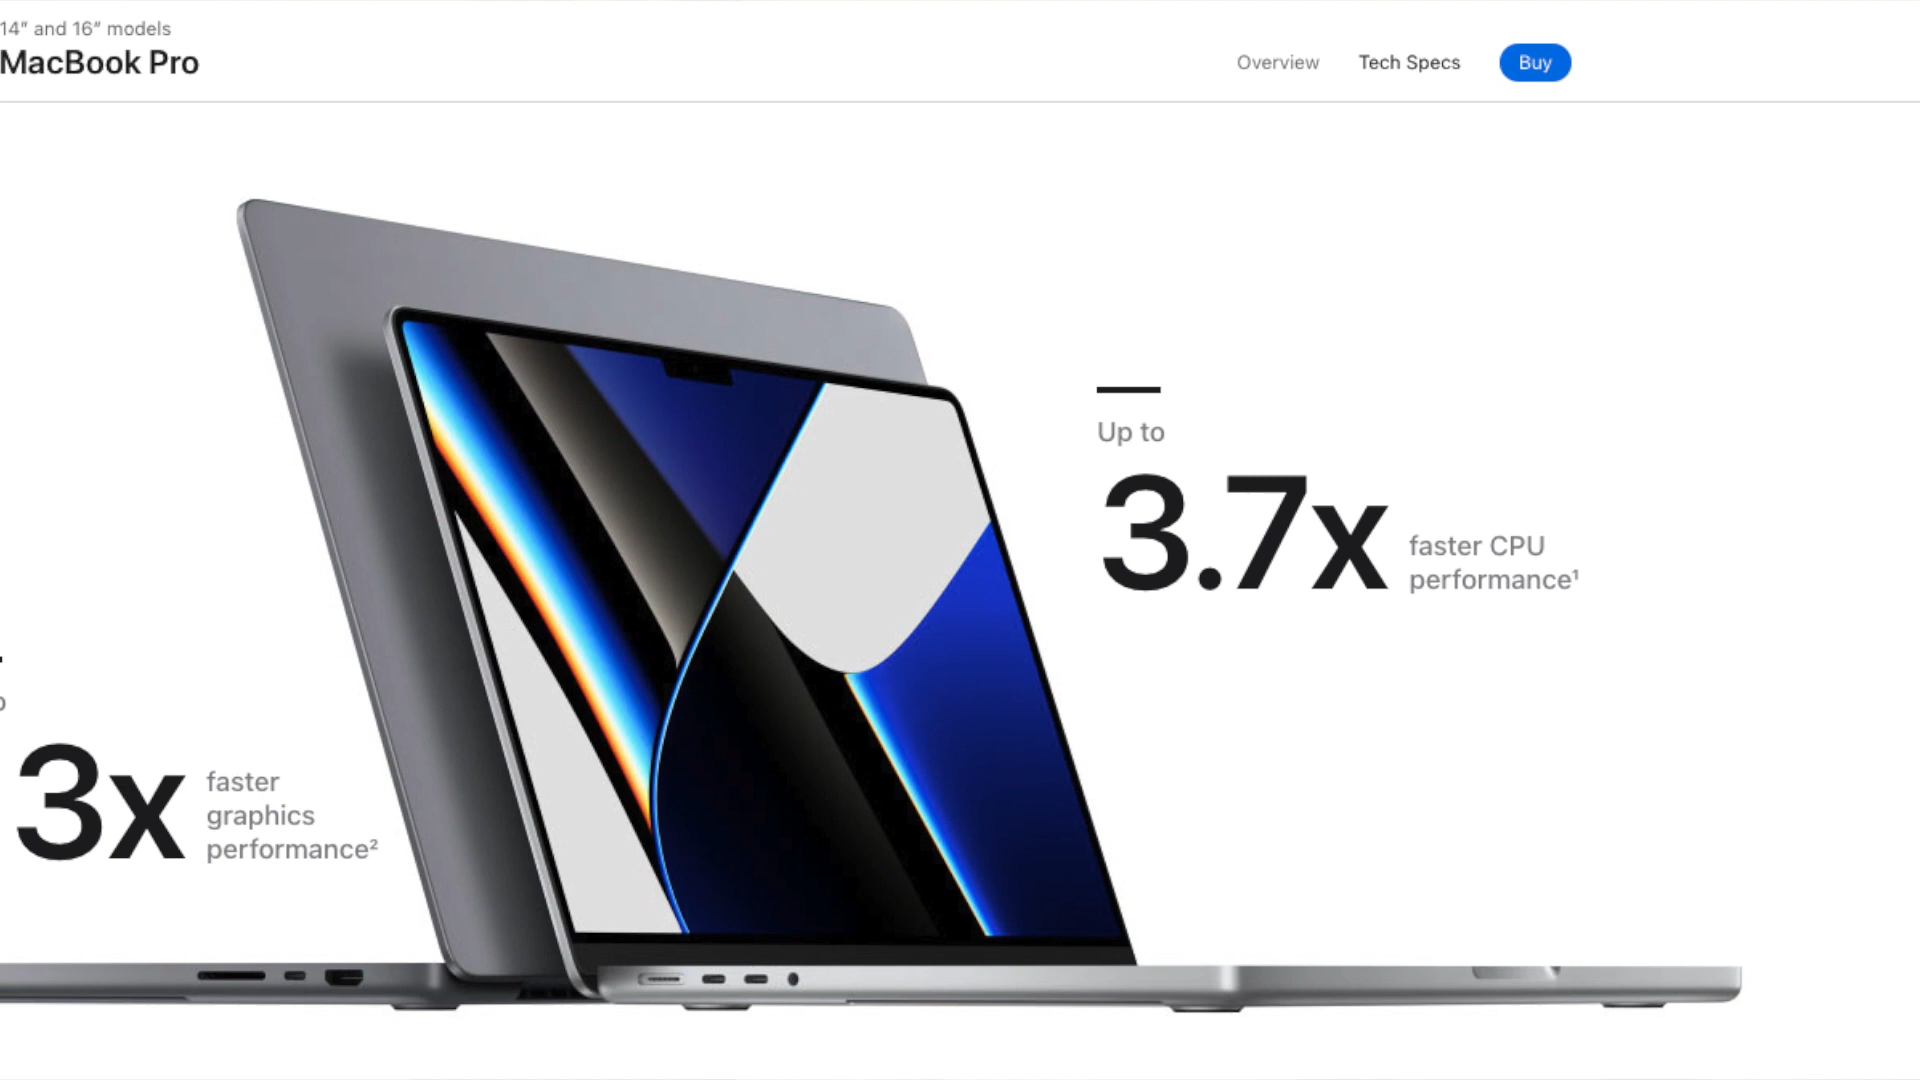 14″ and 16″ models
MacBook Pro
Overview
Tech Specs
Buy
Up to
3.7x
faster CPU
performance¹
3x
faster
graphics
performance²